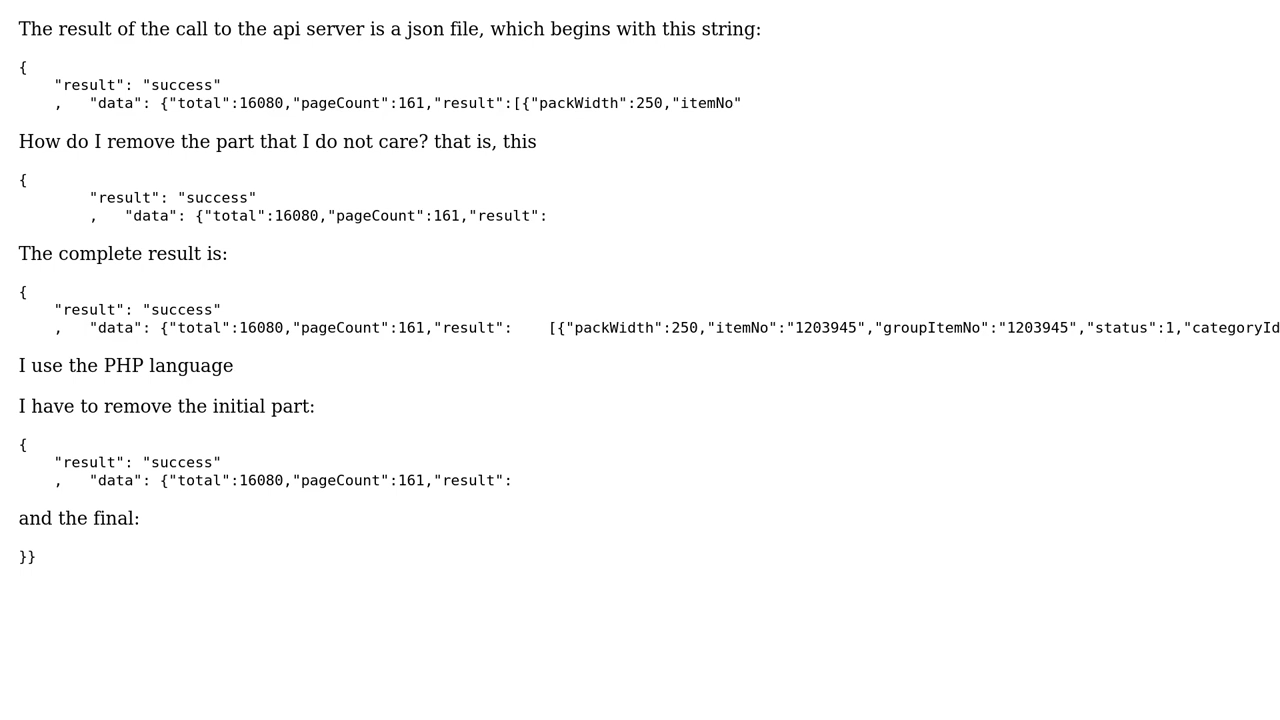 The result of the call to the api server is a json file, which begins with this string:
{
    "result": "success"
    ,   "data": {"total":16080,"pageCount":161,"result":[{"packWidth":250,"itemNo"
How do I remove the part that I do not care? that is, this
{
        "result": "success"
        ,   "data": {"total":16080,"pageCount":161,"result":
The complete result is:
{
    "result": "success"
    ,   "data": {"total":16080,"pageCount":161,"result":    [{"packWidth":250,"itemNo":"1203945","groupItemNo":"1203945","status":1,"categoryId
I use the PHP language
I have to remove the initial part:
{
    "result": "success"
    ,   "data": {"total":16080,"pageCount":161,"result":
and the final:
}}